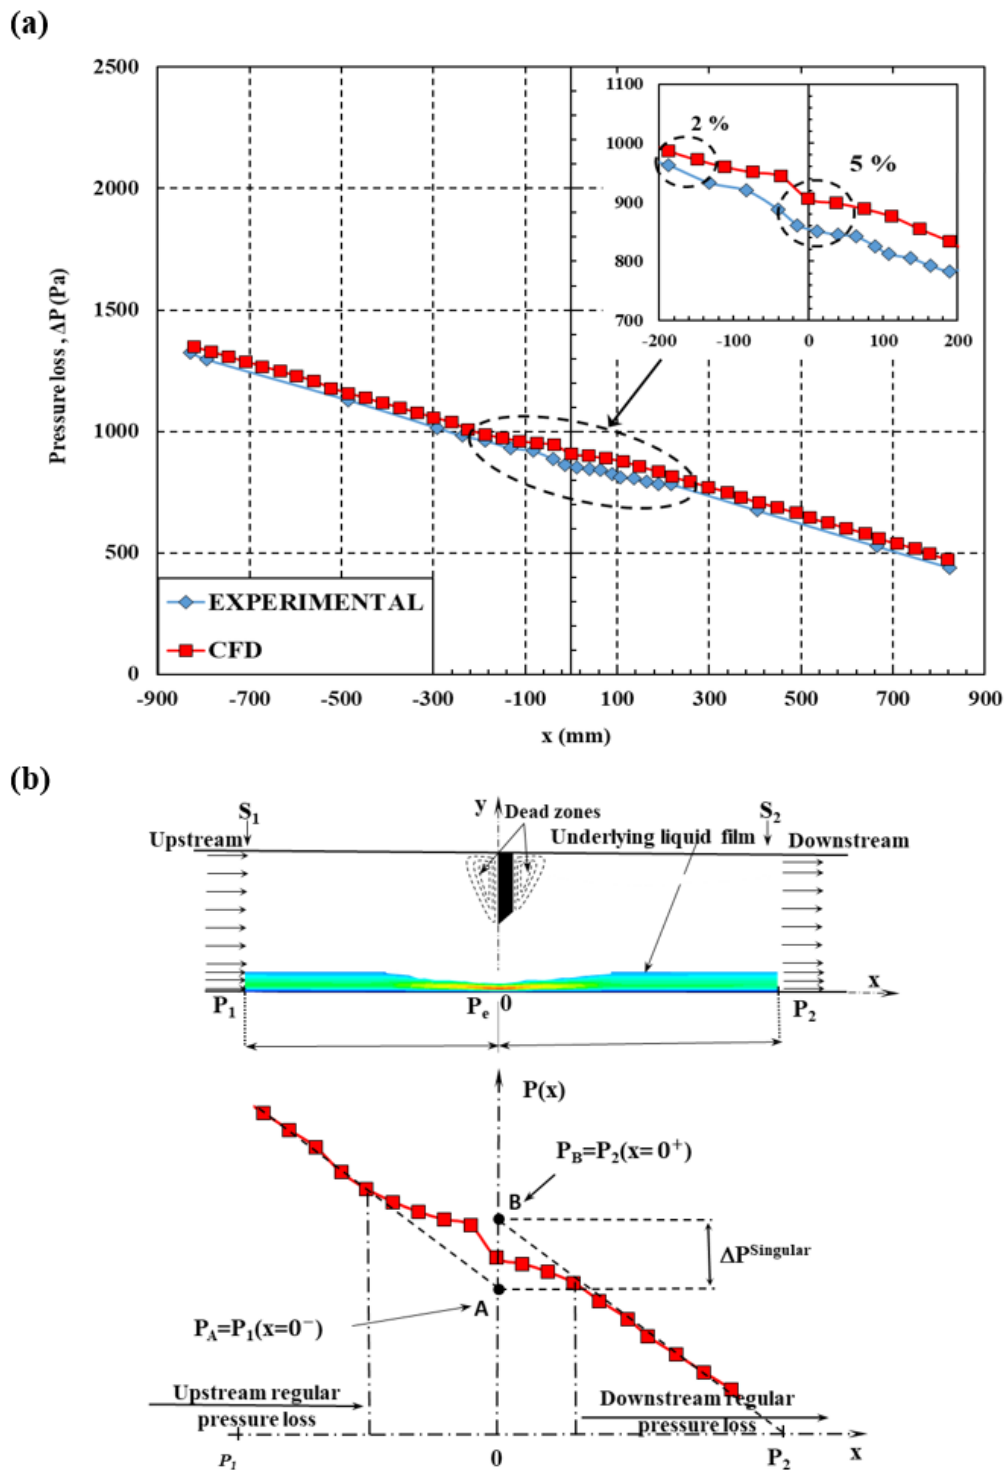 (a)
2500
2000
1500
1000
500
0
Pressure loss , ΔP (Pa)
-900
-700
-500
-300
-100
100
300
500
700
900
x (mm)
EXPERIMENTAL
CFD
1100
1000
900
800
700
-200
-100
0
100
200
2 %
5 %
(b)
S1
y
Dead zones
S2
Upstream
Underlying liquid film
Downstream
x
P1
Pe
0
P2
P(x)
PB=P2(x= 0+)
B
ΔPSingular
A
PA=P1(x=0−)
Upstream regular
pressure loss
Downstream regular
pressure loss
P1
0
P2
x